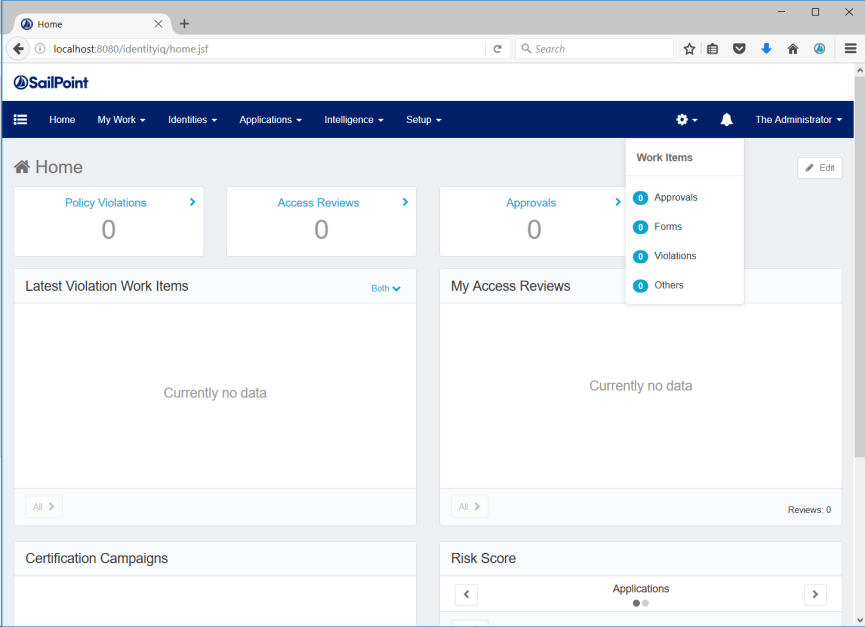 Home
localhost:8080/identityiq/home.jsf
Search
SailPoint
Home My Work Identities Applications Intelligence Setup The Administrator
Home
Edit
Policy Violations
0
Access Reviews
0
Approvals
0
Work Items
0 Approvals
0 Forms
0 Violations
0 Others
Latest Violation Work Items
Both
Currently no data
All
My Access Reviews
Currently no data
All
Reviews: 0
Certification Campaigns
Risk Score
Applications